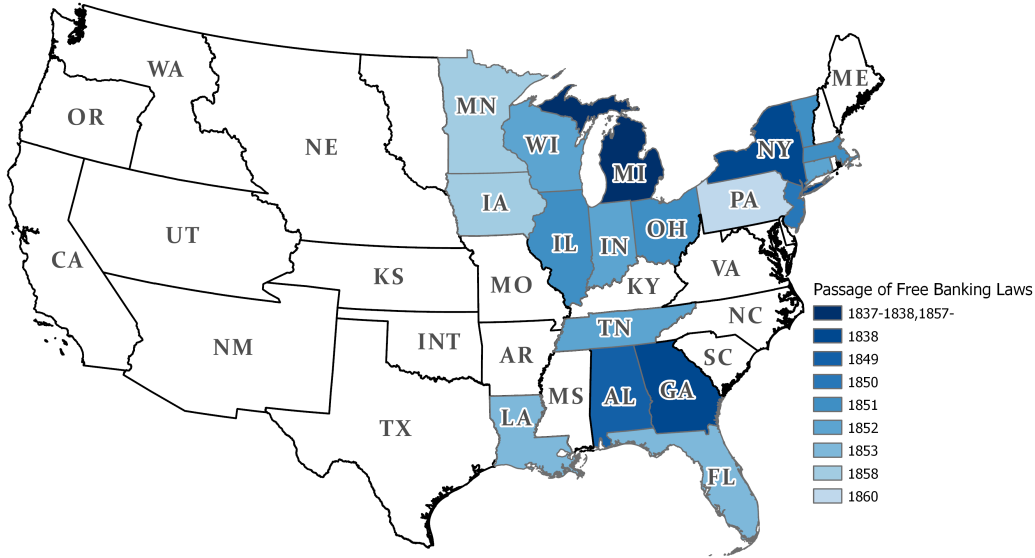 WA
ME
OR
MN
NE
WI
NY
MI
IA
PA
UT
OH
IL
IN
CA
VA
KS
MO
KY
Passage of Free Banking Laws
1837-1838,1857-
NC
TN
1838
INT
NM
AR
SC
1849
1850
GA
MS
AL
LA
1851
TX
1852
1853
FL
1858
1860